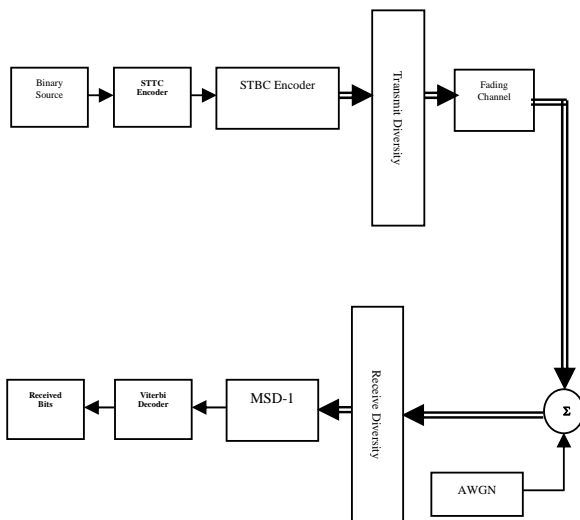 Binary
Source
STTC
Encoder
STBC Encoder
Transmit Diversity
Fading
Channel
Received
Bits
Viterbi
Decoder
MSD-1
Receive Diversity
Σ
AWGN